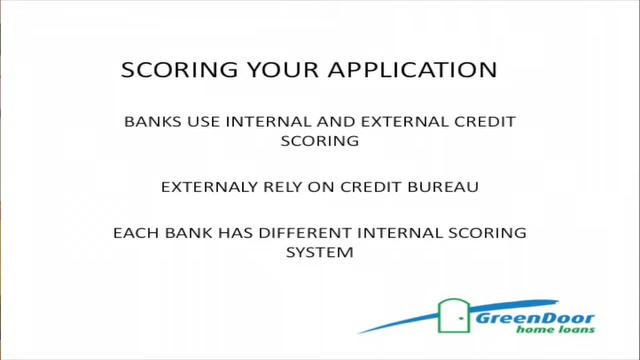 SCORING YOUR APPLICATION
BANKS USE INTERNAL AND EXTERNAL CREDIT
SCORING
EXTERNALY RELY ON CREDIT BUREAU
EACH BANK HAS DIFFERENT INTERNAL SCORING
SYSTEM
GreenDoor
home loans